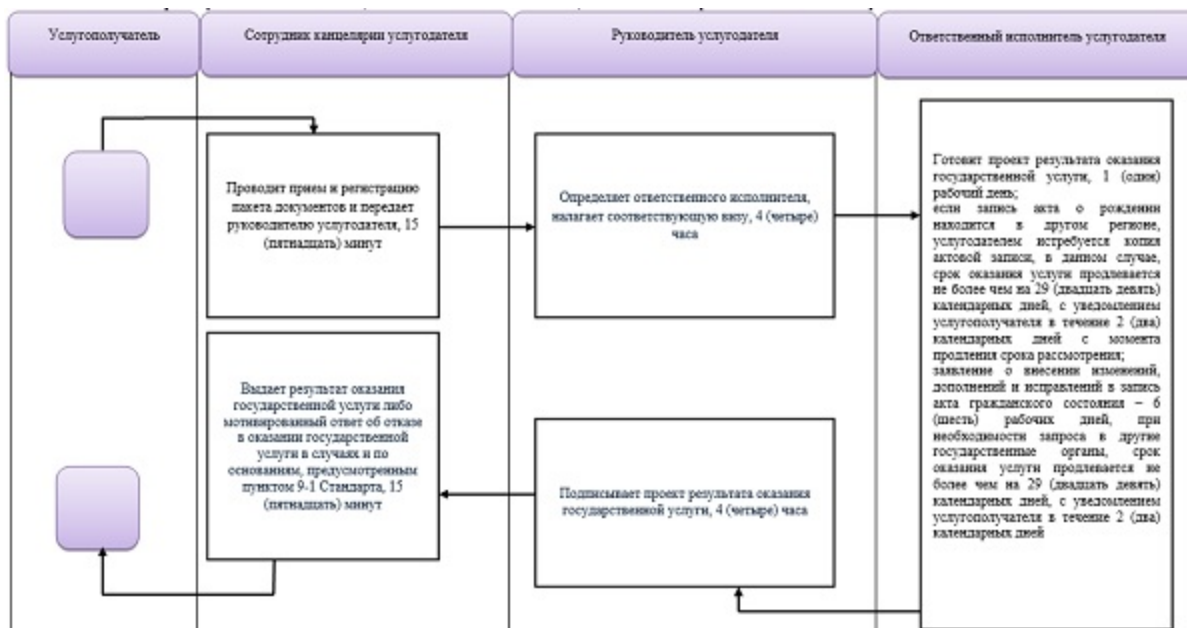 Услугополучатель
Сотрудник канцелярии услугодателя
Руководитель услугодателя
Ответственный исполнитель услугодателя
Проводит прием и регистрацию
пакета документов и передает
руководителю услугодателя, 15
(пятнадцать) минут
Определяет ответственного исполнителя,
налагает соответствующую визу, 4 (четыре)
часа
Готовит проект результата оказания
государственной услуги, 1 (один)
рабочий день;
если запись акта о рождении
находится в другом регионе,
услугодателем истребуется копия
актовой записи, в данном случае,
срок оказания услуги продлевается
не более чем на 29 (двадцать девять)
календарных дней, с уведомлением
услугополучателя в течение 2 (два)
календарных дней с момента
продления срока рассмотрения;
заявление о внесении изменений,
дополнений и исправлений в запись
акта гражданского состояния – 6
(шесть) рабочих дней, при
необходимости запроса в другие
государственные органы, срок
оказания услуги продлевается не
более чем на 29 (двадцать девять)
календарных дней, с уведомлением
услугополучателя в течение 2 (два)
календарных дней
Выдает результат оказания
государственной услуги либо
мотивированный ответ об отказе
в оказании государственной
услуги в случаях и по
основаниям, предусмотренным
пунктом 9-1 Стандарта, 15
(пятнадцать) минут
Подписывает проект результата оказания
государственной услуги, 4 (четыре) часа